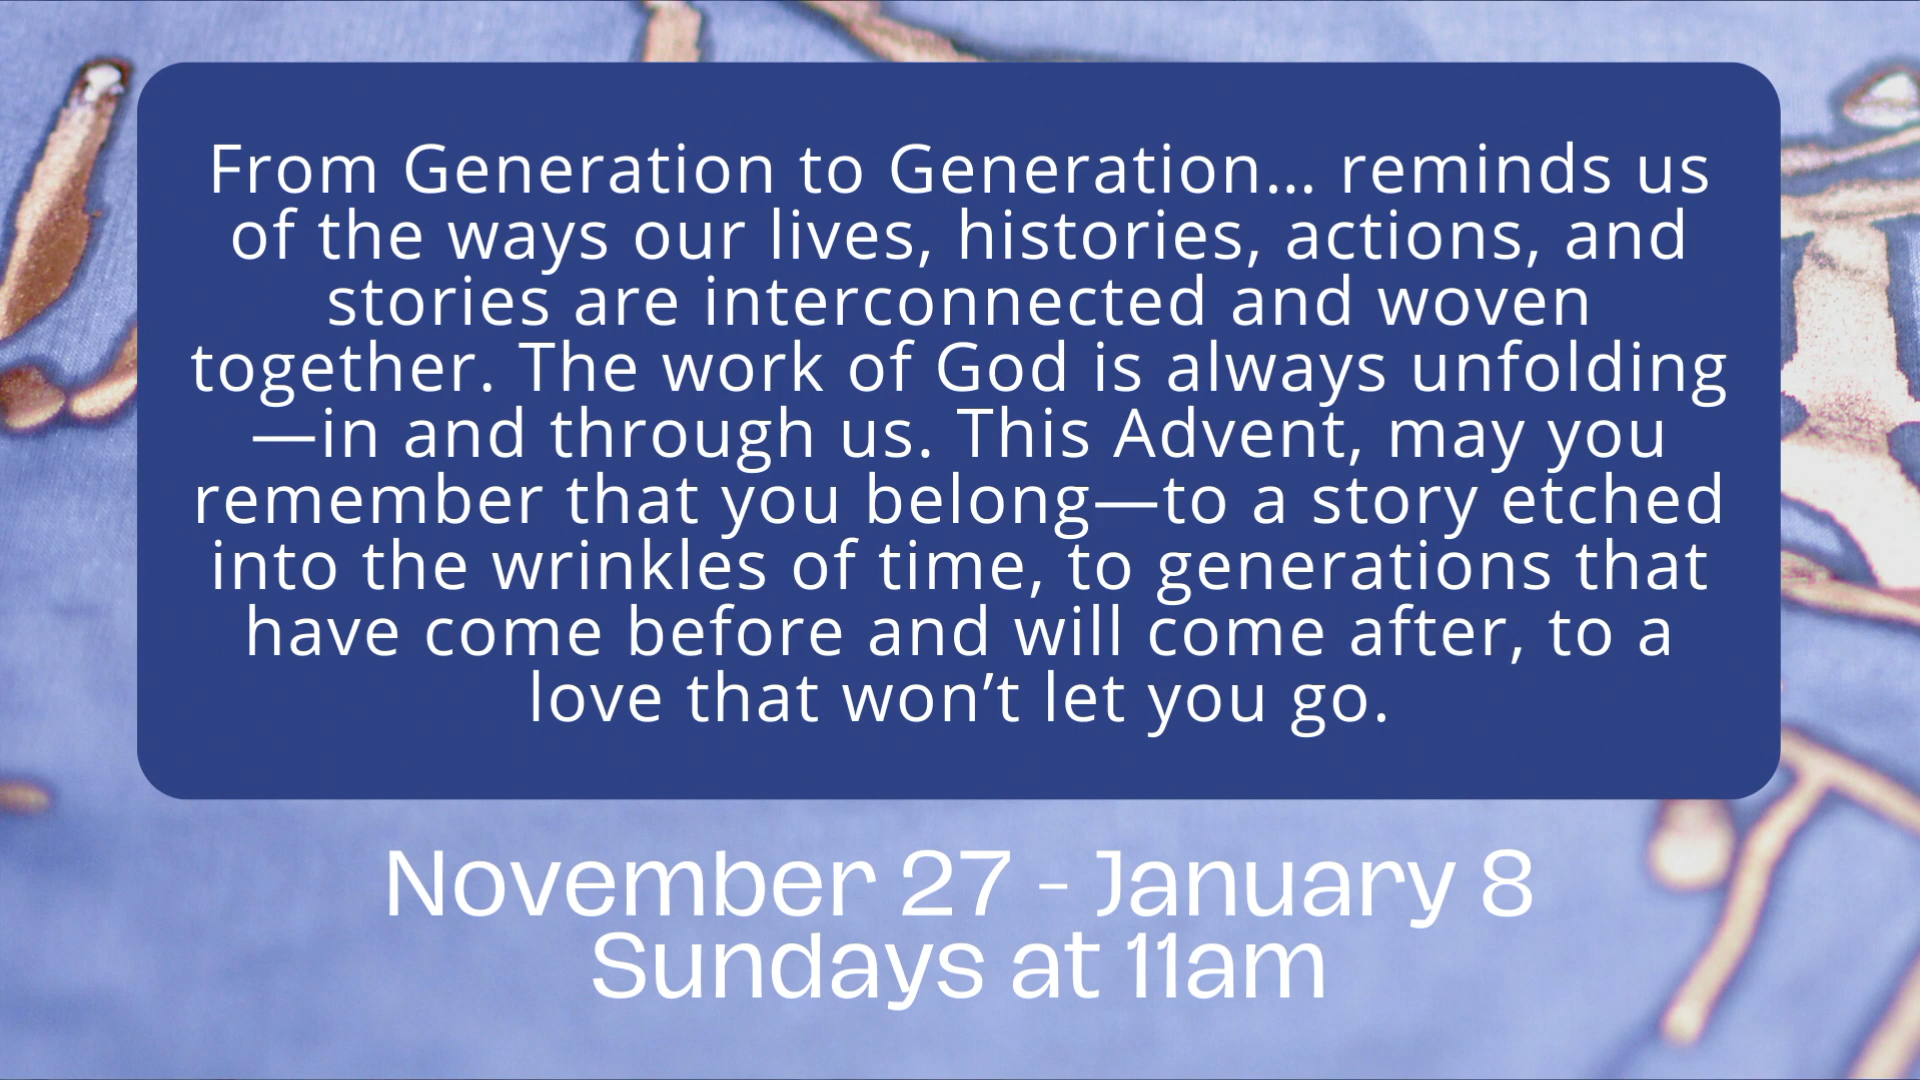 From Generation to Generation... reminds us
of the ways our lives, histories, actions, and
stories are interconnected and woven
together. The work of God is always unfolding
—in and through us. This Advent, may you
remember that you belong—to a story etched
into the wrinkles of time, to generations that
have come before and will come after, to a
love that won’t let you go.
November 27 - January 8
Sundays at 11am